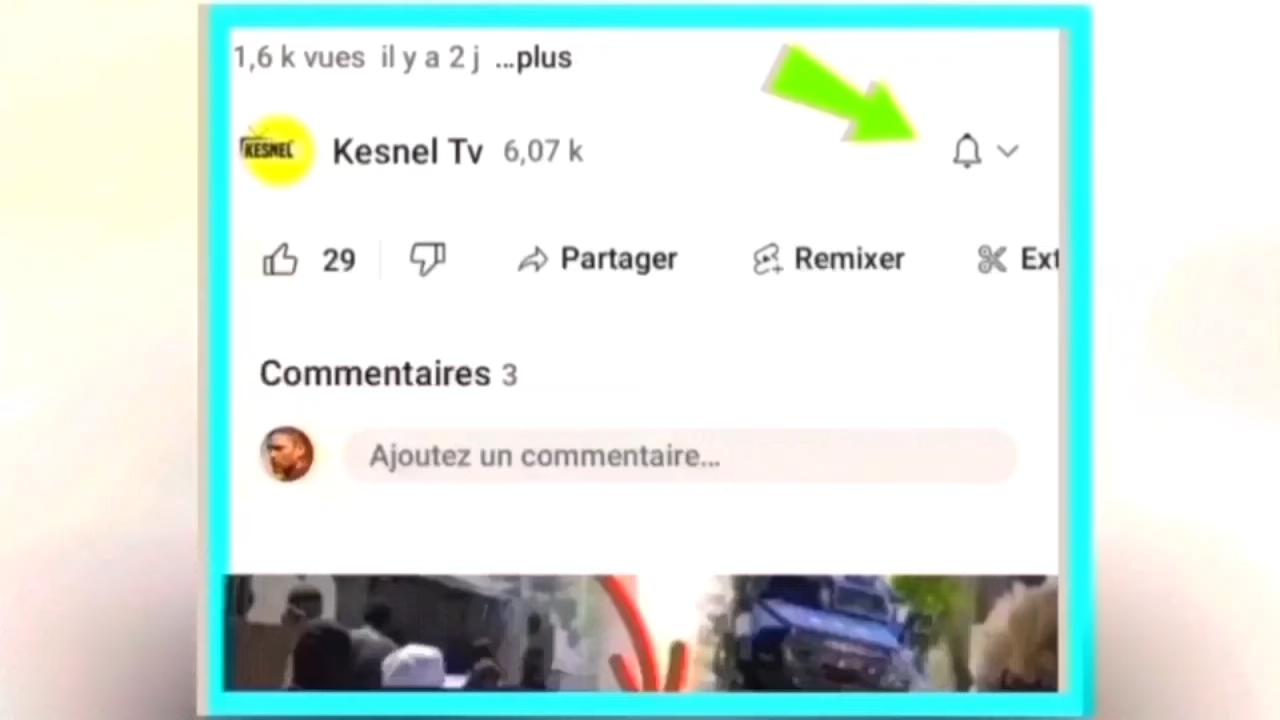 1,6 k vues il y a 2 j ...plus
KESNEL Kesnel Tv 6,07 k
29 Partager Remixer Ext
Commentaires 3
Ajoutez un commentaire...